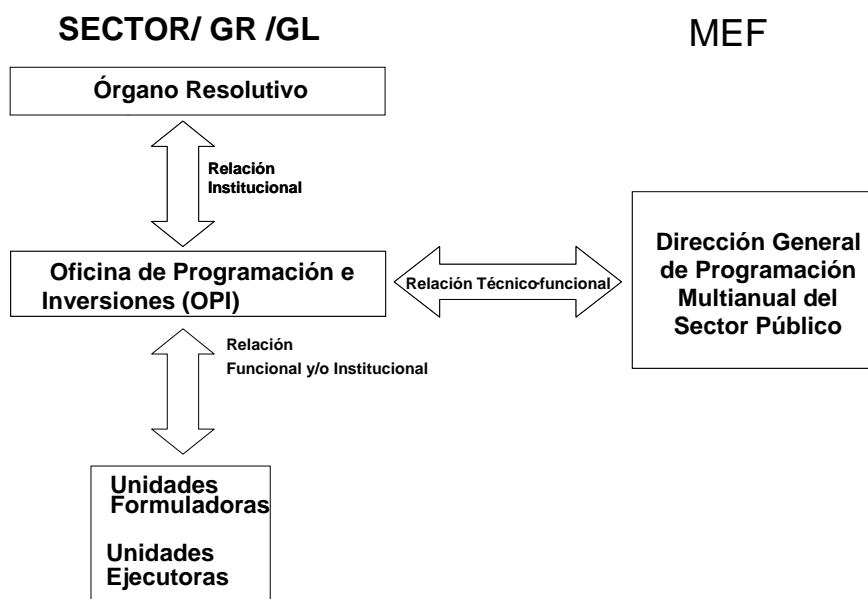 SECTOR/ GR /GL
MEF
Órgano Resolutivo
Relación
Institucional
Oficina de Programación e
Inversiones (OPI)
Relación Técnico-funcional
Dirección General
de Programación
Multianual del
Sector Público
Relación
Funcional y/o Institucional
Unidades
Formuladoras
Unidades
Ejecutoras